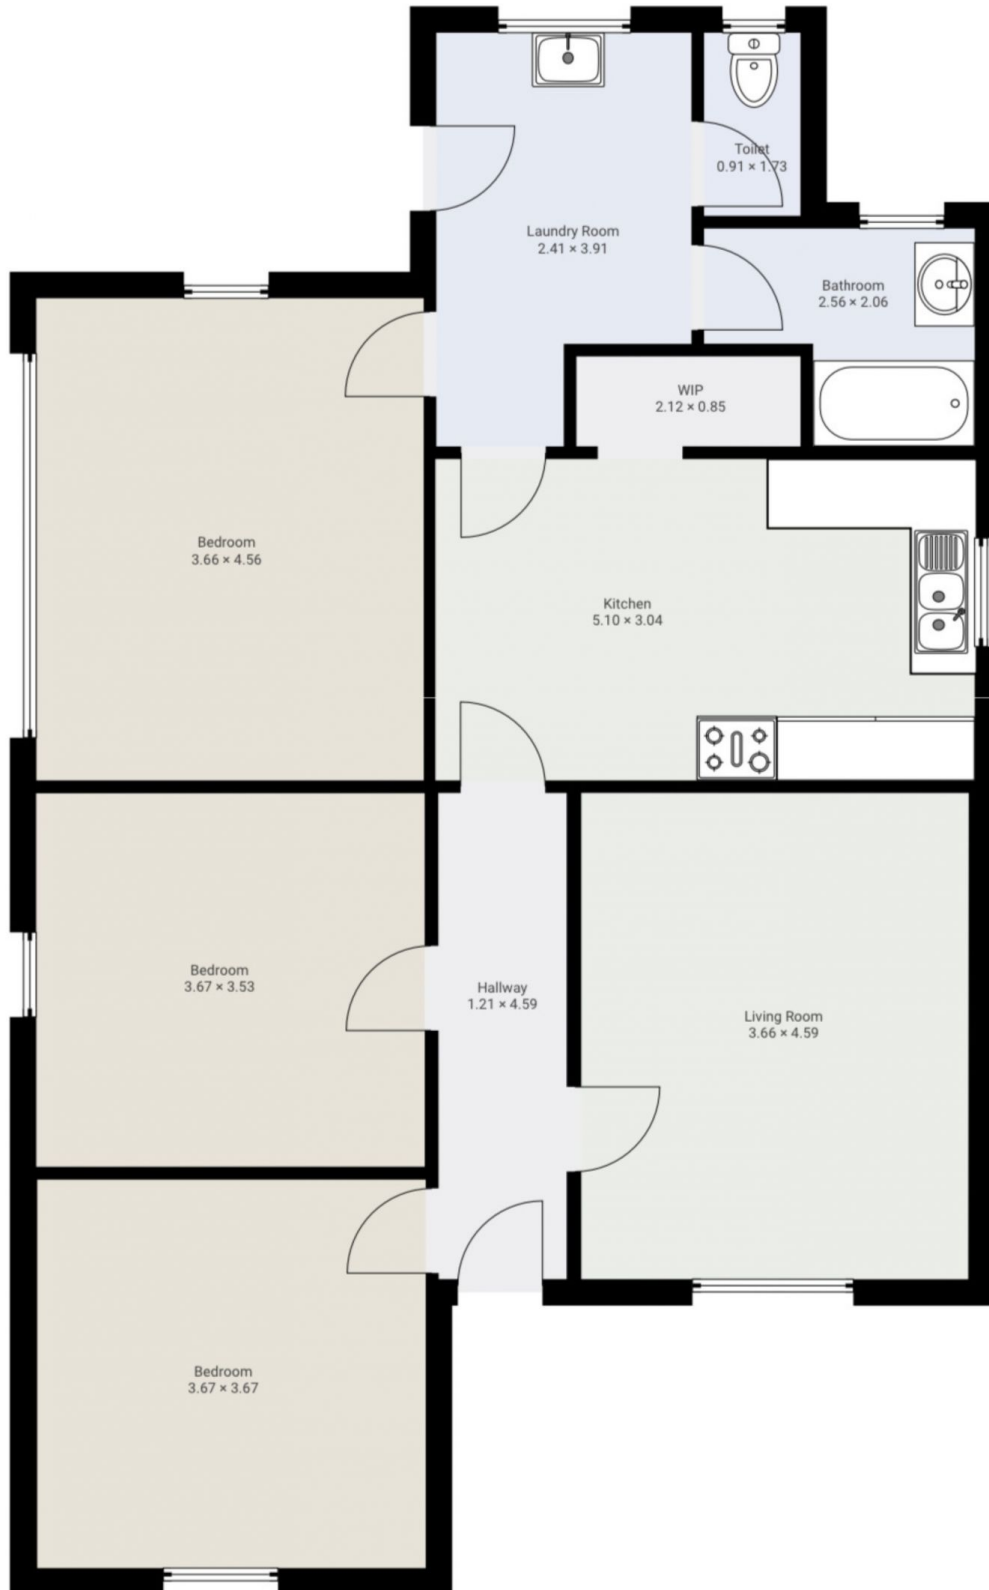 Toilet
0.91 × 1.73
Laundry Room
2.41 × 3.91
Bathroom
2.56 × 2.06
WIP
2.12 × 0.85
Bedroom
3.66 × 4.56
Kitchen
5.10 × 3.04
Bedroom
3.67 × 3.53
Hallway
1.21 × 4.59
Living Room
3.66 × 4.59
Bedroom
3.67 × 3.67